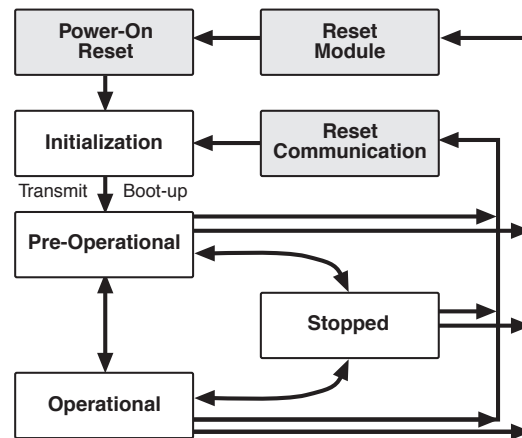 Power-On
Reset
Reset
Module
Initialization
Reset
Communication
Transmit Boot-up
Pre-Operational
Stopped
Operational